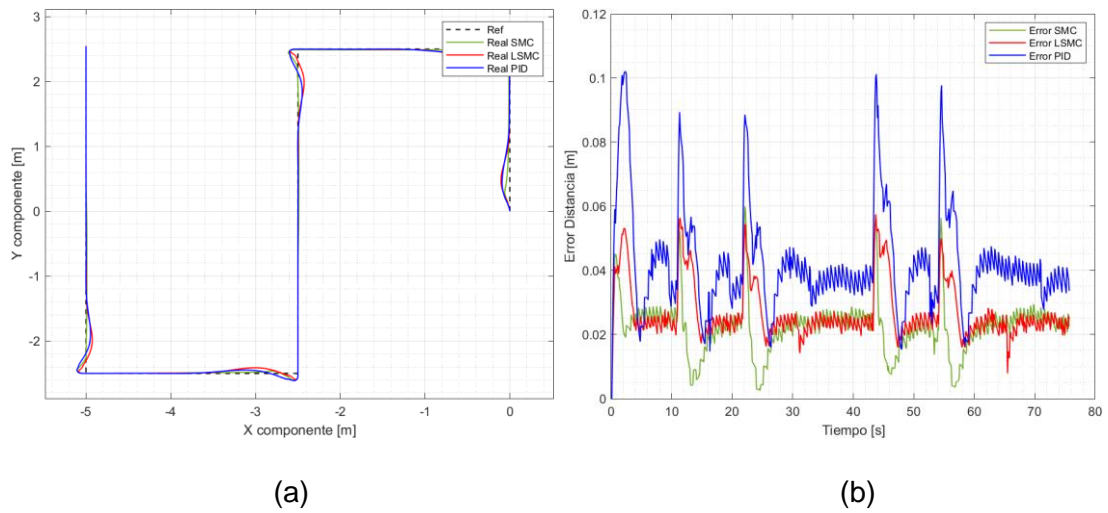 3
2
1
0
-1
-2
Y componente [m]
-5
-4
-3
-2
-1
0
X componente [m]
Ref
Real SMC
Real LSMC
Real PID
(a)
0.12
0.1
0.08
0.06
0.04
0.02
0
Error Distancia [m]
0
10
20
30
40
50
60
70
80
Tiempo [s]
Error SMC
Error LSMC
Error PID
(b)